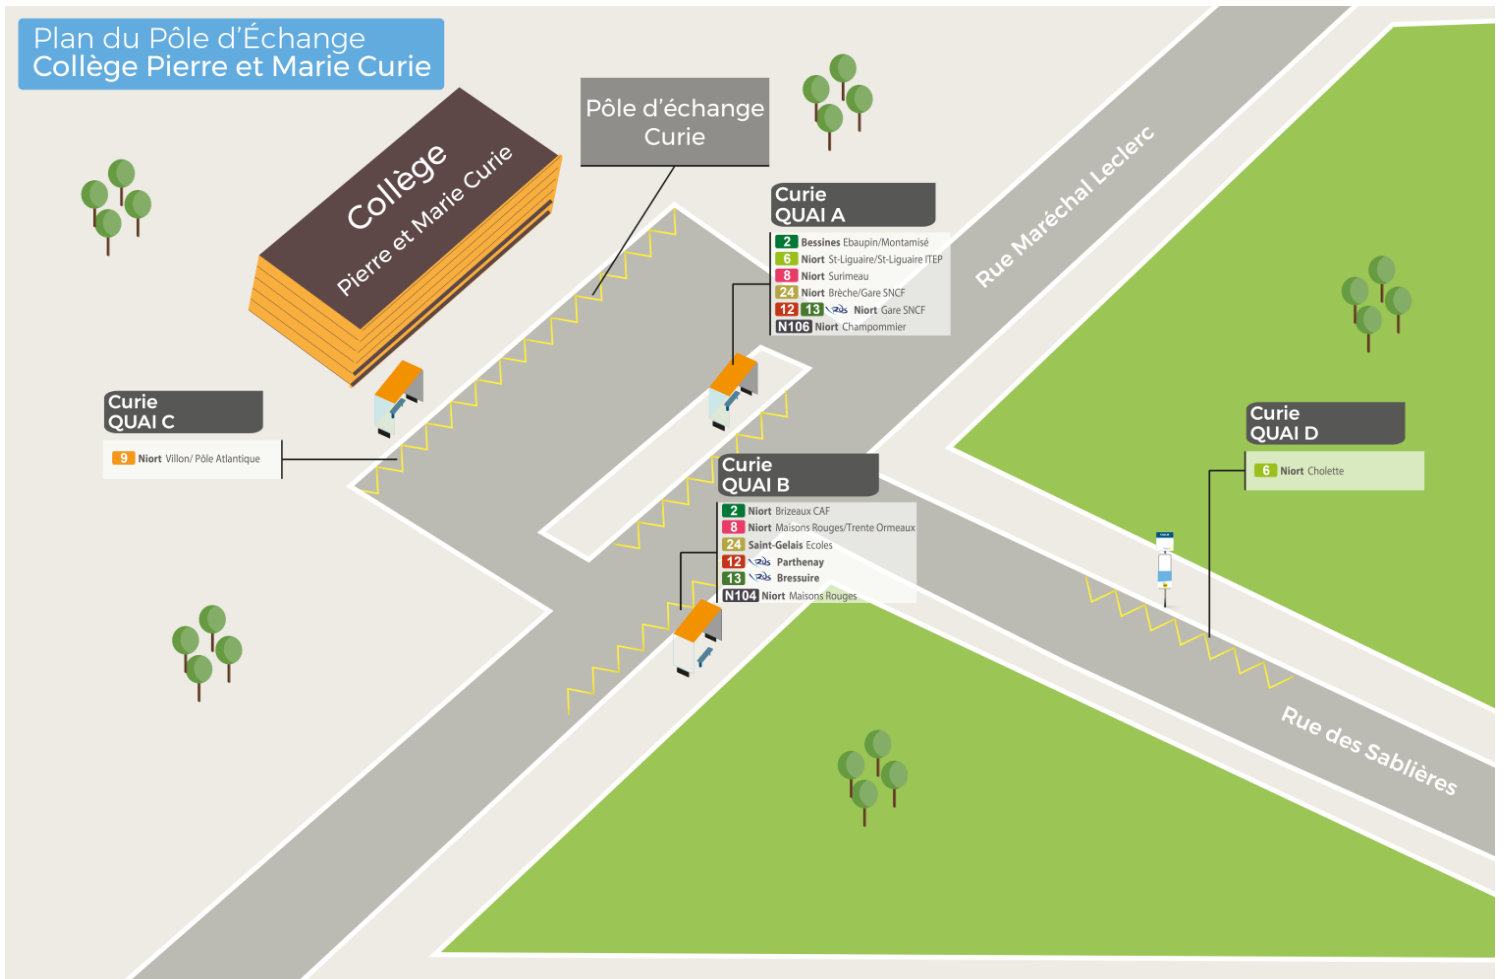 Plan du Pôle d'Échange
Collège Pierre et Marie Curie
Collège
Pierre et Marie Curie
Pôle d'échange
Curie
Rue Maréchal Leclerc
Curie
QUAI A
2 Bessines Ebaupin/Montamisé
6 Niort St-Liguaire/St-Liguaire ITEP
8 Niort Surimeau
24 Niort Brèche/Gare SNCF
12 13 Niort Gare SNCF
N106 Niort Champommier
Curie
QUAI C
9 Niort Villon/ Pôle Atlantique
Curie
QUAI B
2 Niort Brizeaux CAF
8 Niort Maisons Rouges/Trente Ormeaux
24 Saint-Gelais Ecoles
12 Parthenay
13 Bressuire
N104 Niort Maisons Rouges
Curie
QUAI D
6 Niort Cholette
Rue des Sablières